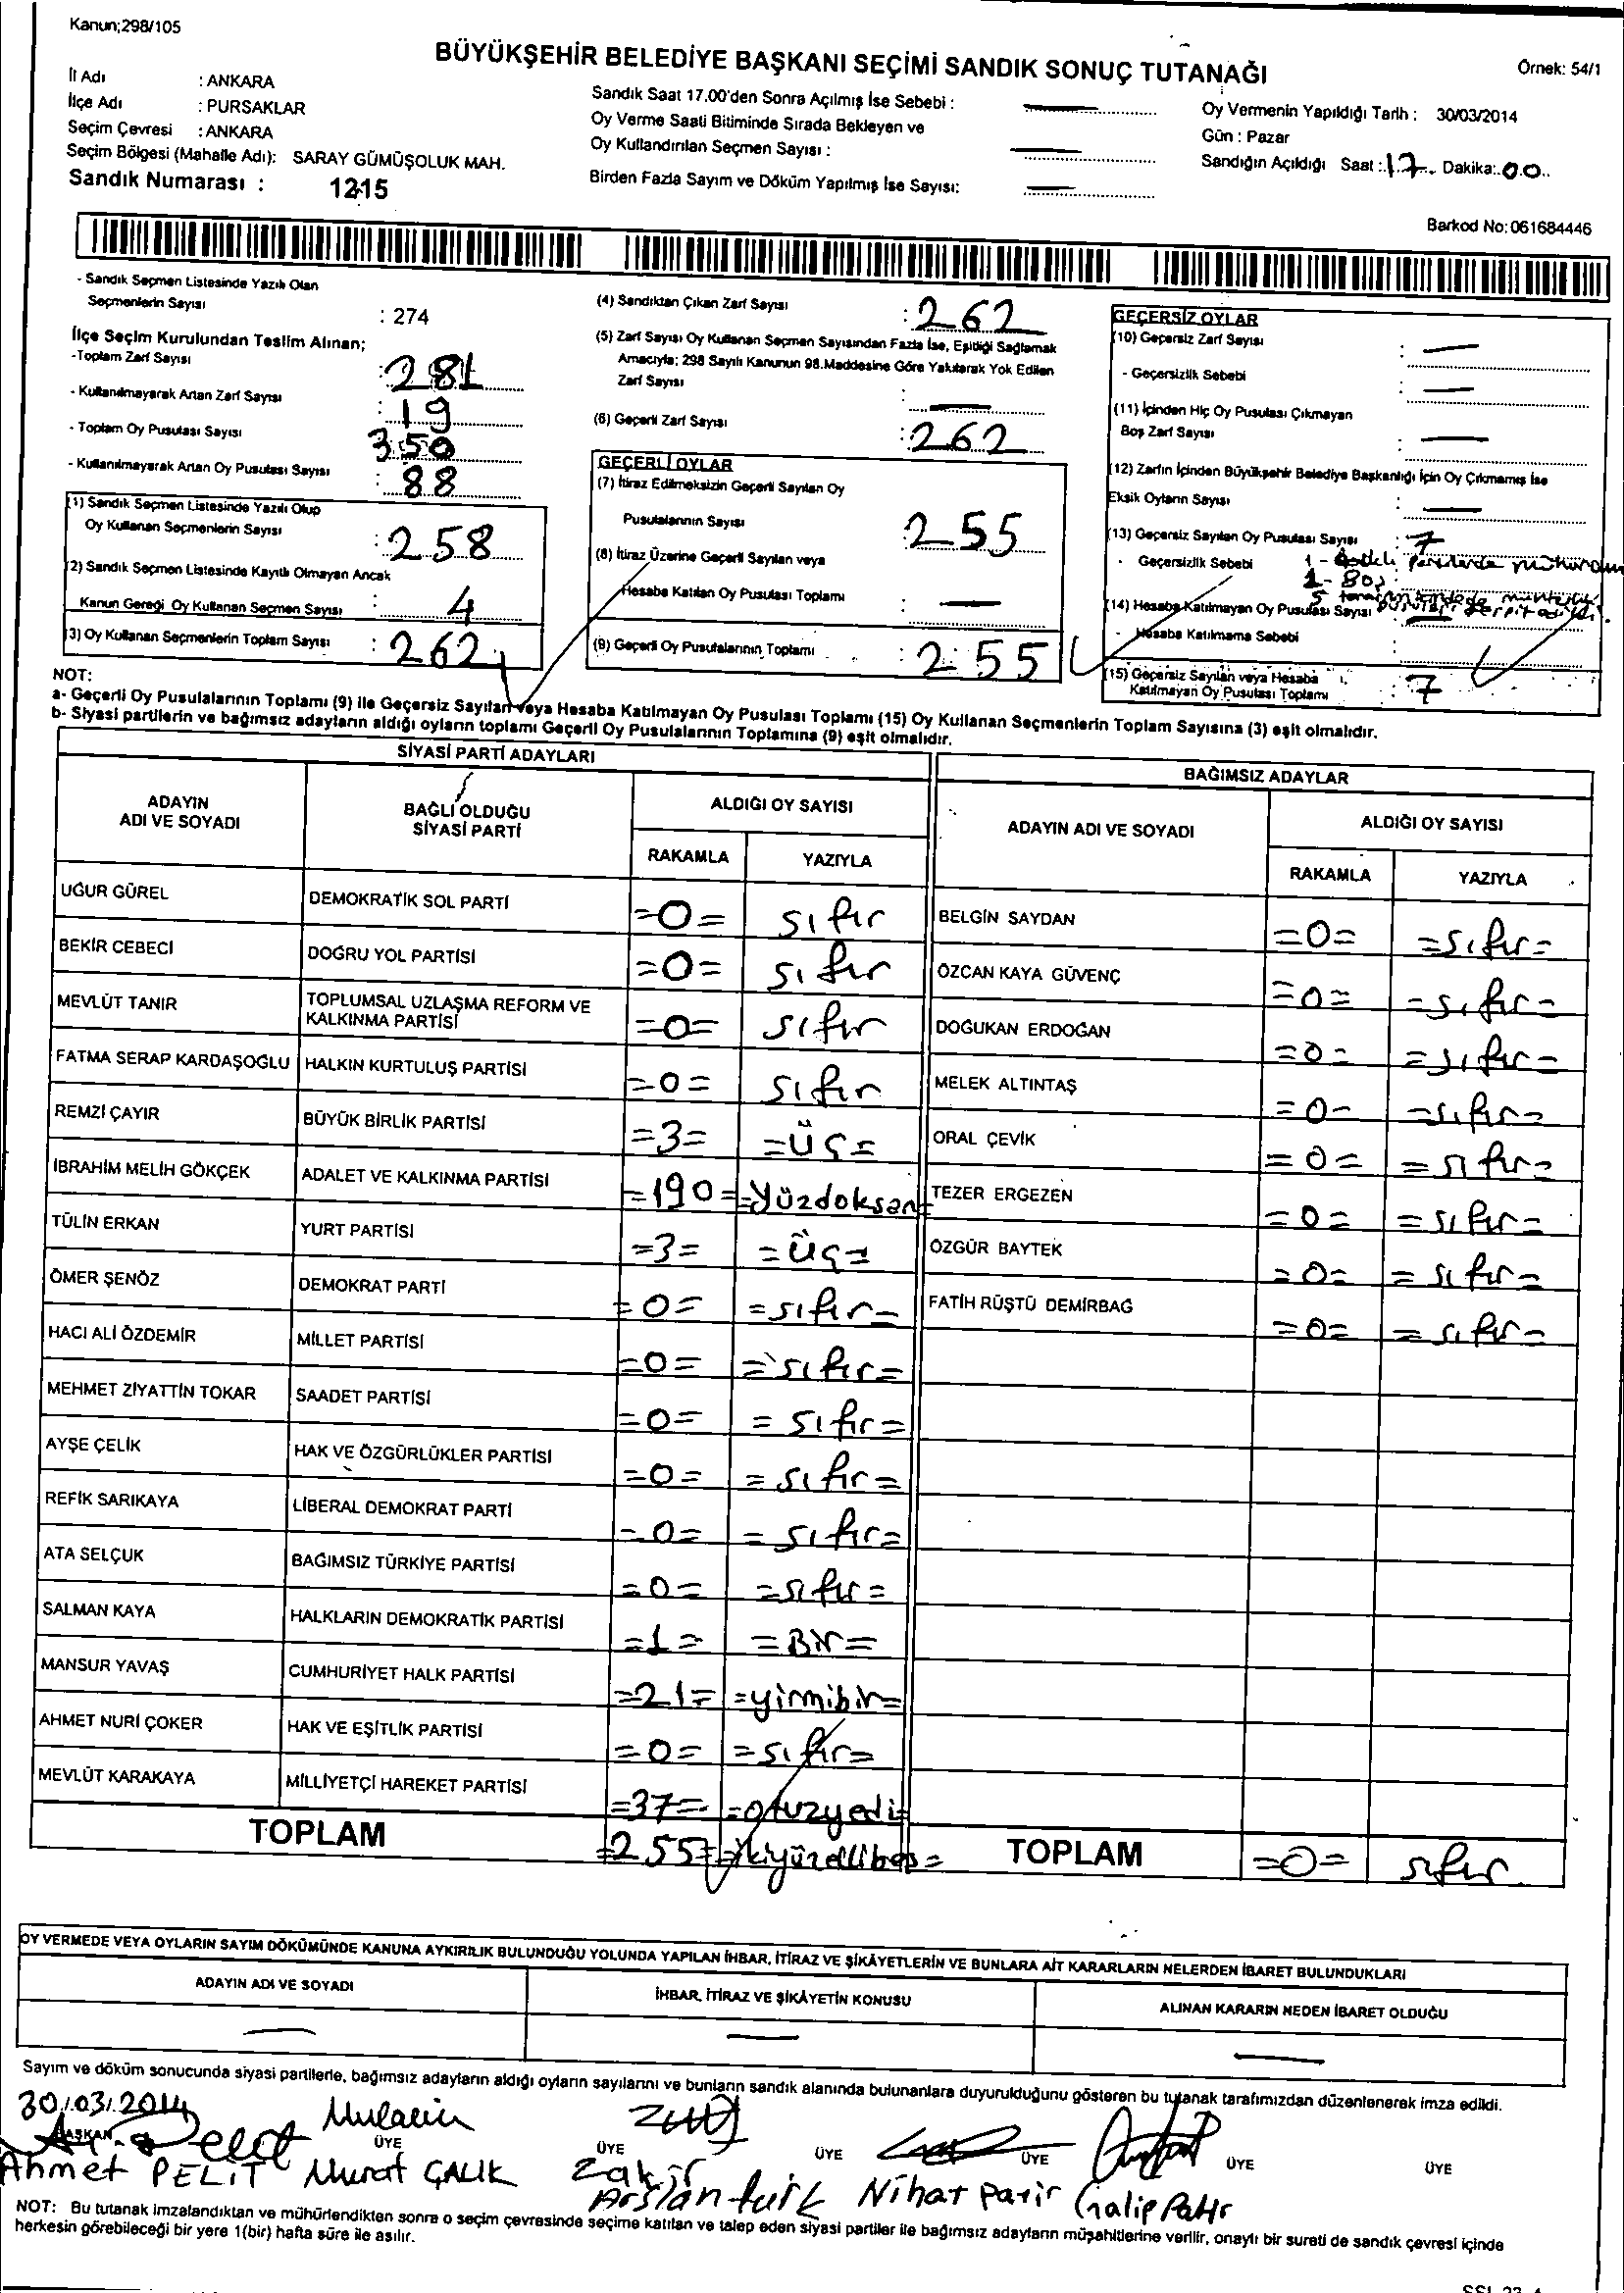 Kanun;298/105
BÜYÜKŞEHİR BELEDİYE BAŞKANI SEÇİMİ SANDIK SONUÇ TUTANAĞI
Örnek: 54/1
İl Adı : ANKARA
İlçe Adı : PURSAKLAR
Seçim Çevresi : ANKARA
Seçim Bölgesi (Mahalle Adı): SARAY GÜMÜŞOLUK MAH.
Sandık Numarası : 1215
Sandık Saat 17.00'den Sonra Açılmış İse Sebebi :
Oy Verme Saati Bitiminde Sırada Bekleyen ve
Oy Kullandırılan Seçmen Sayısı :
Birden Fazla Sayım ve Döküm Yapılmış İse Sayısı:
Oy Vermenin Yapıldığı Tarih : 30/03/2014
Gün : Pazar
Sandığın Açıldığı Saat : 17 Dakika: 00
Barkod No: 061684446
- Sandık Seçmen Listesinde Yazılı Olan
Seçmenlerin Sayısı : 274
İlçe Seçim Kurulundan Teslim Alınan;
-Toplam Zarf Sayısı : 281
- Kullanılmayarak Artan Zarf Sayısı : 19
- Toplam Oy Pusulası Sayısı 350
- Kullanılmayarak Artan Oy Pusulası Sayısı : 88
(1) Sandık Seçmen Listesinde Yazılı Olup
Oy Kullanan Seçmenlerin Sayısı : 258
(2) Sandık Seçmen Listesinde Kayıtlı Olmayan Ancak
Kanun Gereği Oy Kullanan Seçmen Sayısı : 4
(3) Oy Kullanan Seçmenlerin Toplam Sayısı : 262
(4) Sandıktan Çıkan Zarf Sayısı : 262
(5) Zarf Sayısı Oy Kullanan Seçmen Sayısından Fazla İse, Eşitliği Sağlamak
Amacıyla; 298 Sayılı Kanunun 98.Maddesine Göre Yakılarak Yok Edilen
Zarf Sayısı :
(6) Geçerli Zarf Sayısı : 262
GEÇERLİ OYLAR
(7) İtiraz Edilmeksizin Geçerli Sayılan Oy
Pusulalarının Sayısı : 255
(8) İtiraz Üzerine Geçerli Sayılan veya
Hesaba Katılan Oy Pusulası Toplamı :
(9) Geçerli Oy Pusulalarının Toplamı : 255
GEÇERSİZ OYLAR
(10) Geçersiz Zarf Sayısı :
- Geçersizlik Sebebi :
(11) İçinden Hiç Oy Pusulası Çıkmayan
Boş Zarf Sayısı :
(12) Zarfın İçinden Büyükşehir Belediye Başkanlığı İçin Oy Çıkmamış İse
Eksik Oyların Sayısı :
(13) Geçersiz Sayılan Oy Pusulası Sayısı : 7
- Geçersizlik Sebebi
(14) Hesaba Katılmayan Oy Pusulası Sayısı
- Hesaba Katılmama Sebebi
(15) Geçersiz Sayılan veya Hesaba
Katılmayan Oy Pusulası Toplamı : 7
NOT:
a- Geçerli Oy Pusulalarının Toplamı (9) ile Geçersiz Sayılan veya Hesaba Katılmayan Oy Pusulası Toplamı (15) Oy Kullanan Seçmenlerin Toplam Sayısına (3) eşit olmalıdır.
b- Siyasi partilerin ve bağımsız adayların aldığı oyların toplamı Geçerli Oy Pusulalarının Toplamına (9) eşit olmalıdır.
SİYASİ PARTİ ADAYLARI
ADAYIN ADI VE SOYADI BAĞLI OLDUĞU SİYASİ PARTİ ALDIĞI OY SAYISI
RAKAMLA YAZIYLA
UĞUR GÜREL DEMOKRATİK SOL PARTİ =0= sıfır
BEKİR CEBECİ DOĞRU YOL PARTİSİ =0= sıfır
MEVLÜT TANIR TOPLUMSAL UZLAŞMA REFORM VE KALKINMA PARTİSİ =0= sıfır
FATMA SERAP KARDAŞOĞLU HALKIN KURTULUŞ PARTİSİ =0= sıfır
REMZİ ÇAYIR BÜYÜK BİRLİK PARTİSİ =3= =ÜÇ=
İBRAHİM MELİH GÖKÇEK ADALET VE KALKINMA PARTİSİ =190= =Yüzdoksan=
TÜLİN ERKAN YURT PARTİSİ =3= =ÜÇ=
ÖMER ŞENÖZ DEMOKRAT PARTİ =0= =sıfır=
HACI ALİ ÖZDEMİR MİLLET PARTİSİ =0= =sıfır=
MEHMET ZİYATTİN TOKAR SAADET PARTİSİ =0= =sıfır=
AYŞE ÇELİK HAK VE ÖZGÜRLÜKLER PARTİSİ =0= =sıfır=
REFİK SARIKAYA LİBERAL DEMOKRAT PARTİ =0= =sıfır=
ATA SELÇUK BAĞIMSIZ TÜRKİYE PARTİSİ =0= =sıfır=
SALMAN KAYA HALKLARIN DEMOKRATİK PARTİSİ =1= =Bir=
MANSUR YAVAŞ CUMHURİYET HALK PARTİSİ =21= =yirmibir=
AHMET NURİ ÇOKER HAK VE EŞİTLİK PARTİSİ =0= =sıfır=
MEVLÜT KARAKAYA MİLLİYETÇİ HAREKET PARTİSİ =37= =otuzyedi=
TOPLAM =255= =ikiyüzellibeş=
BAĞIMSIZ ADAYLAR
ADAYIN ADI VE SOYADI ALDIĞI OY SAYISI
RAKAMLA YAZIYLA
BELGİN SAYDAN =0= =sıfır=
ÖZCAN KAYA GÜVENÇ =0= =sıfır=
DOĞUKAN ERDOĞAN =0= =sıfır=
MELEK ALTINTAŞ =0= =sıfır=
ORAL ÇEVİK =0= =sıfır=
TEZER ERGEZEN =0= =sıfır=
ÖZGÜR BAYTEK =0= =sıfır=
FATİH RÜŞTÜ DEMİRBAĞ =0= =sıfır=
TOPLAM =0= sıfır
OY VERMEDE VEYA OYLARIN SAYIM DÖKÜMÜNDE KANUNA AYKIRILIK BULUNDUĞU YOLUNDA YAPILAN İHBAR, İTİRAZ VE ŞİKÂYETLERİN VE BUNLARA AİT KARARLARIN NELERDEN İBARET BULUNDUKLARI
ADAYIN ADI VE SOYADI İHBAR, İTİRAZ VE ŞİKÂYETİN KONUSU ALINAN KARARIN NEDEN İBARET OLDUĞU
Sayım ve döküm sonucunda siyasi partilerle, bağımsız adayların aldığı oyların sayılarını ve bunların sandık alanında bulunanlara duyurulduğunu gösteren bu tutanak tarafımızdan düzenlenerek imza edildi.
30/03/2014
BAŞKAN ÜYE ÜYE ÜYE ÜYE ÜYE ÜYE
Ahmet PELİT Murat ÇALIK Zakir Arslantürk Nihat Patir Galip Patır
NOT: Bu tutanak imzalandıktan ve mühürlendikten sonra o seçim çevresinde seçime katılan ve talep eden siyasi partiler ile bağımsız adayların müşahitlerine verilir, onaylı bir sureti de sandık çevresi içinde
herkesin görebileceği bir yere 1(bir) hafta süre ile asılır.